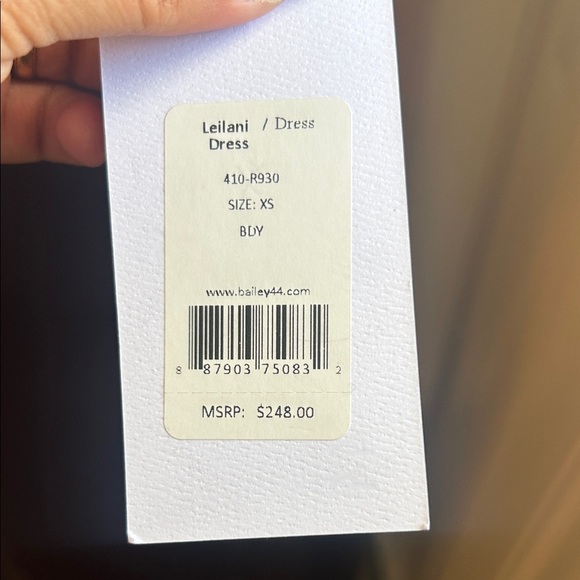 Leilani / Dress
Dress
410-R930
SIZE: XS
BDY
www.bailey44.com
8 87903 75083 2
MSRP: $248.00